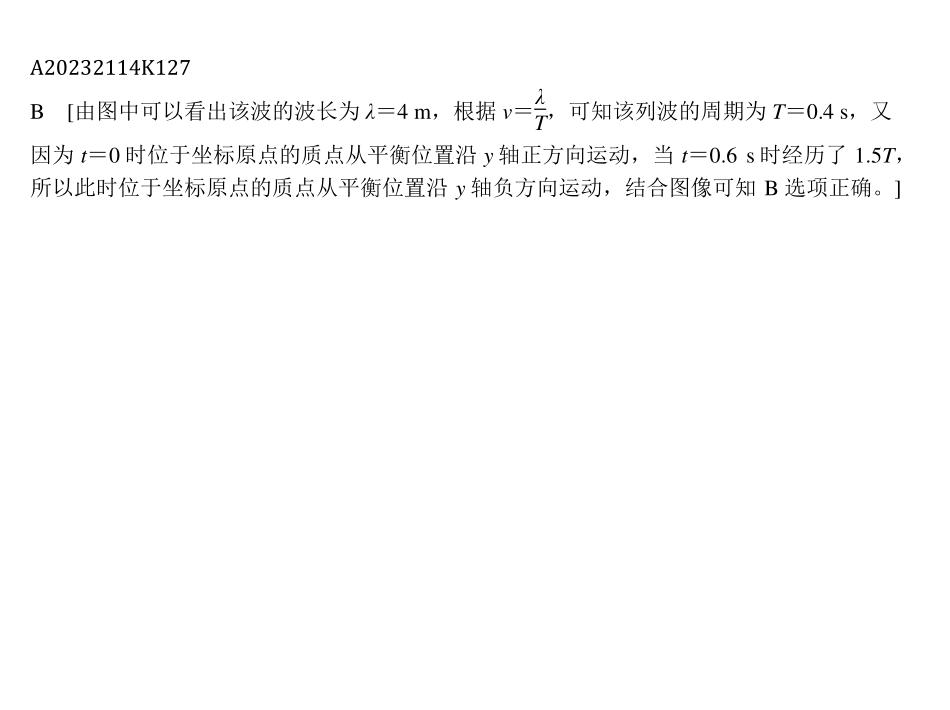 A20232114K127
B [由图中可以看出该波的波长为 λ＝4 m，根据 v＝λ/T，可知该列波的周期为 T＝0.4 s，又
因为 t＝0 时位于坐标原点的质点从平衡位置沿 y 轴正方向运动，当 t＝0.6 s 时经历了 1.5T，
所以此时位于坐标原点的质点从平衡位置沿 y 轴负方向运动，结合图像可知 B 选项正确。]